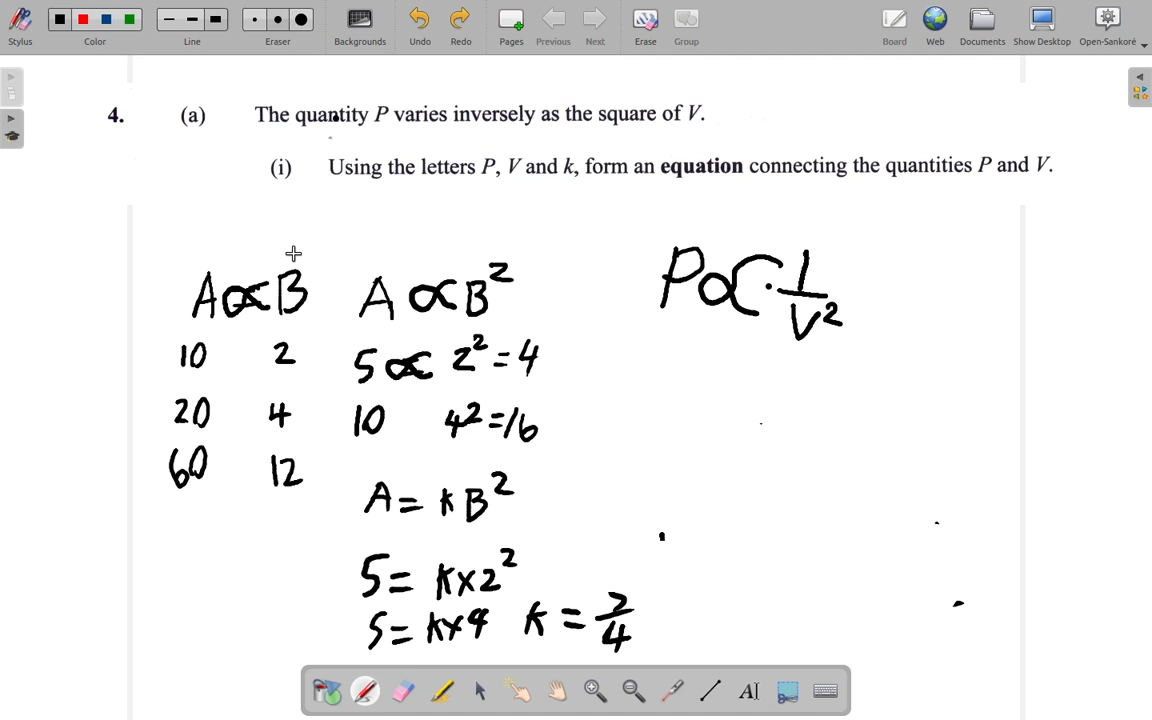 Stylus Color Line Eraser Backgrounds Undo Redo Pages Previous Next Erase Group Board Web Documents Show Desktop Open-Sankoré
4. (a) The quantity P varies inversely as the square of V.
(i) Using the letters P, V and k, form an equation connecting the quantities P and V.
A∝B A∝B² P∝ 1/V²
10 2 5∝ 2²=4
20 4 10 4²=16
60 12
A=kB²
5=k×2²
5=k×4 k=2/4
AI